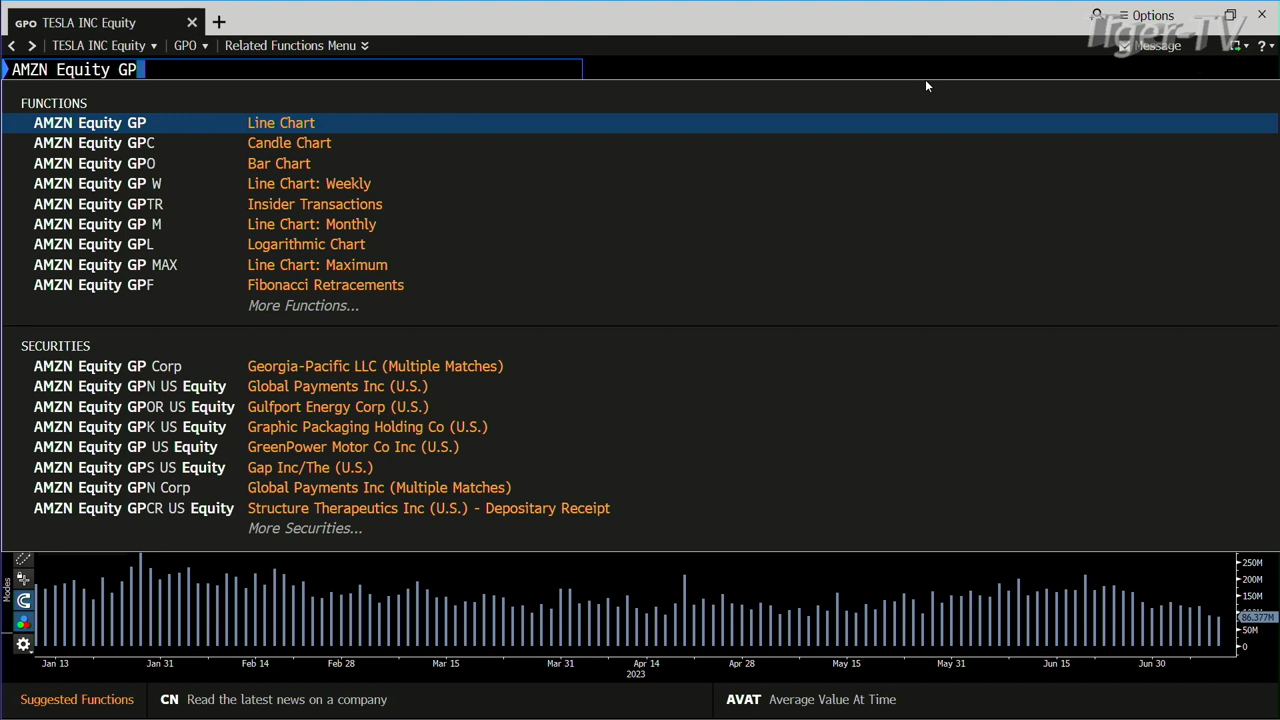 GPO TESLA INC Equity
Options
TESLA INC Equity GPO Related Functions Menu
Message
Tiger-TV
AMZN Equity GP
FUNCTIONS
AMZN Equity GP Line Chart
AMZN Equity GPC Candle Chart
AMZN Equity GPO Bar Chart
AMZN Equity GP W Line Chart: Weekly
AMZN Equity GPTR Insider Transactions
AMZN Equity GP M Line Chart: Monthly
AMZN Equity GPL Logarithmic Chart
AMZN Equity GP MAX Line Chart: Maximum
AMZN Equity GPF Fibonacci Retracements
More Functions...
SECURITIES
AMZN Equity GP Corp Georgia-Pacific LLC (Multiple Matches)
AMZN Equity GPN US Equity Global Payments Inc (U.S.)
AMZN Equity GPOR US Equity Gulfport Energy Corp (U.S.)
AMZN Equity GPK US Equity Graphic Packaging Holding Co (U.S.)
AMZN Equity GP US Equity GreenPower Motor Co Inc (U.S.)
AMZN Equity GPS US Equity Gap Inc/The (U.S.)
AMZN Equity GPN Corp Global Payments Inc (Multiple Matches)
AMZN Equity GPCR US Equity Structure Therapeutics Inc (U.S.) - Depositary Receipt
More Securities...
Modes
250M
200M
150M
86.377M
50M
0
Jan 13 Jan 31 Feb 14 Feb 28 Mar 15 Mar 31 Apr 14 Apr 28 May 15 May 31 Jun 15 Jun 30
2023
Suggested Functions CN Read the latest news on a company AVAT Average Value At Time